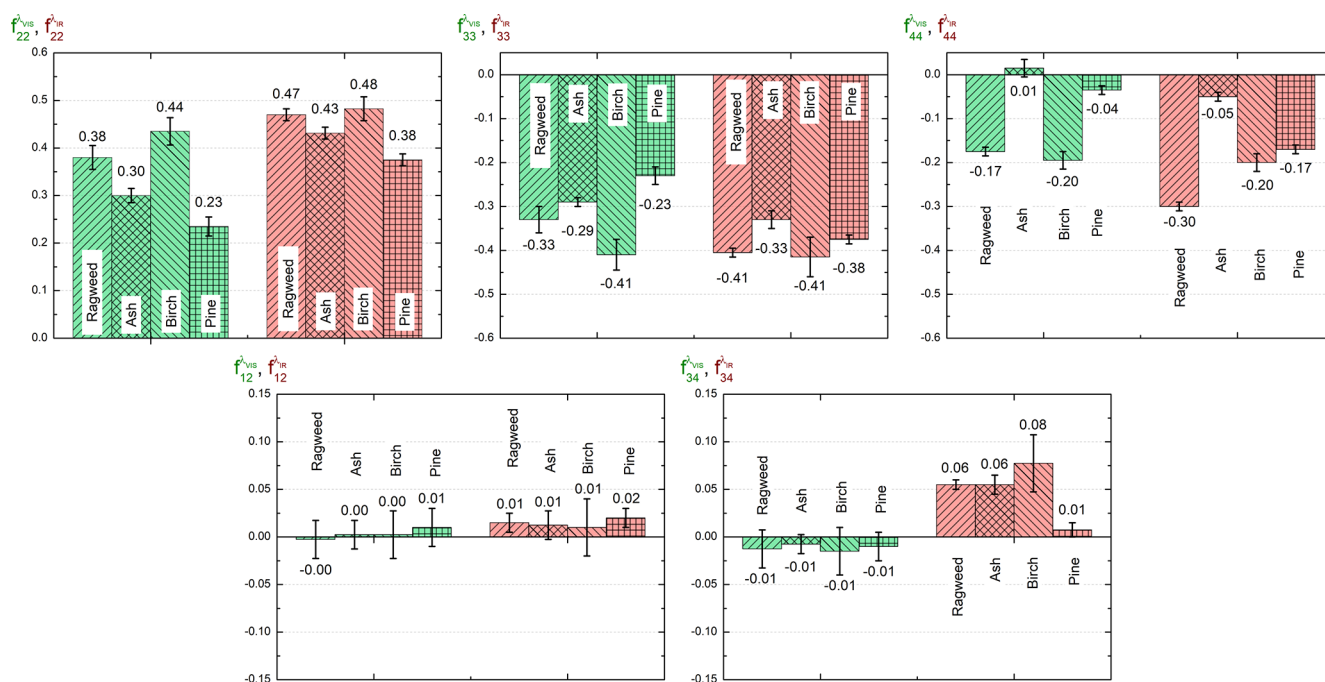 f22^λVIS, f22^λIR
0.6
0.5
0.4
0.3
0.2
0.1
0.0
0.38
0.30
0.44
0.23
0.47
0.43
0.48
0.38
Ragweed
Ash
Birch
Pine
Ragweed
Ash
Birch
Pine
f33^λVIS, f33^λIR
0.0
-0.1
-0.2
-0.3
-0.4
-0.5
-0.6
Ragweed
Ash
Birch
Pine
Ragweed
Ash
Birch
Pine
-0.33
-0.29
-0.41
-0.23
-0.41
-0.33
-0.41
-0.38
f44^λVIS, f44^λIR
0.0
-0.1
-0.2
-0.3
-0.4
-0.5
-0.6
-0.17
0.01
-0.20
-0.04
-0.30
-0.05
-0.20
-0.17
Ragweed
Ash
Birch
Pine
Ragweed
Ash
Birch
Pine
f12^λVIS, f12^λIR
0.15
0.10
0.05
0.00
-0.05
-0.10
-0.15
Ragweed
Ash
Birch
Pine
Ragweed
Ash
Birch
Pine
-0.00
0.00
0.00
0.01
0.01
0.01
0.01
0.02
f34^λVIS, f34^λIR
0.15
0.10
0.05
0.00
-0.05
-0.10
-0.15
Ragweed
Ash
Birch
Pine
-0.01
-0.01
-0.01
-0.01
0.06
0.06
0.08
0.01
Ragweed
Ash
Birch
Pine